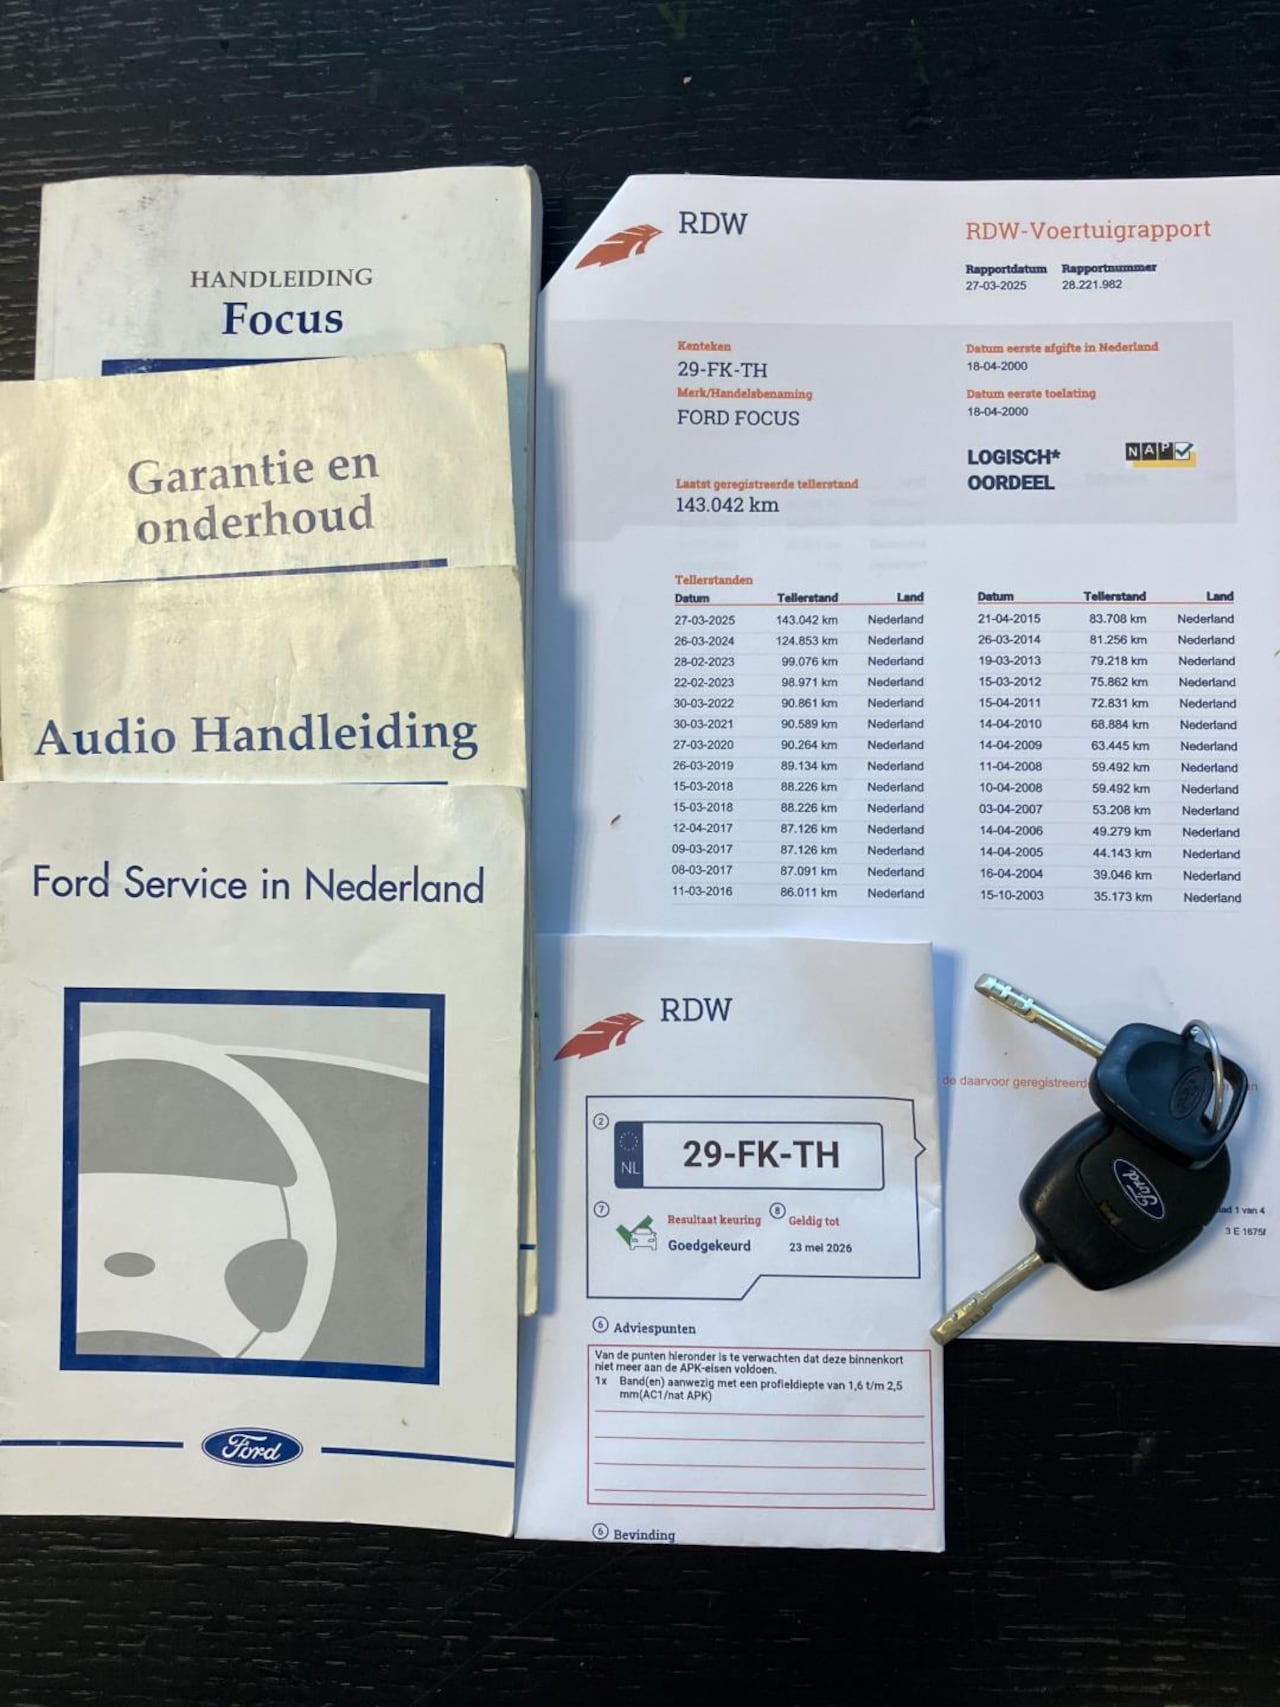 HANDLEIDING
Focus
Garantie en
onderhoud
Audio Handleiding
Ford Service in Nederland
Ford
RDW
RDW-Voertuigrapport
Rapportdatum Rapportnummer
27-03-2025 28.221.982
Kenteken
29-FK-TH
Merk/Handelsbenaming
FORD FOCUS
Laatst geregistreerde tellerstand
143.042 km
Datum eerste afgifte in Nederland
18-04-2000
Datum eerste toelating
18-04-2000
LOGISCH*
OORDEEL
NAP
Tellerstanden
Datum Tellerstand Land
27-03-2025 143.042 km Nederland
26-03-2024 124.853 km Nederland
28-02-2023 99.076 km Nederland
22-02-2023 98.971 km Nederland
30-03-2022 90.861 km Nederland
30-03-2021 90.589 km Nederland
27-03-2020 90.264 km Nederland
26-03-2019 89.134 km Nederland
15-03-2018 88.226 km Nederland
15-03-2018 88.226 km Nederland
12-04-2017 87.126 km Nederland
09-03-2017 87.126 km Nederland
08-03-2017 87.091 km Nederland
11-03-2016 86.011 km Nederland
Datum Tellerstand Land
21-04-2015 83.708 km Nederland
26-03-2014 81.256 km Nederland
19-03-2013 79.218 km Nederland
15-03-2012 75.862 km Nederland
15-04-2011 72.831 km Nederland
14-04-2010 68.884 km Nederland
14-04-2009 63.445 km Nederland
11-04-2008 59.492 km Nederland
10-04-2008 59.492 km Nederland
03-04-2007 53.208 km Nederland
14-04-2006 49.279 km Nederland
14-04-2005 44.143 km Nederland
16-04-2004 39.046 km Nederland
15-10-2003 35.173 km Nederland
de daarvoor geregistreerd
Ford
1 van 4
3 E 1675f
RDW
2
NL 29-FK-TH
7 Resultaat keuring 8 Geldig tot
Goedgekeurd 23 mei 2026
6 Adviespunten
Van de punten hieronder is te verwachten dat deze binnenkort
niet meer aan de APK-eisen voldoen.
1x Band(en) aanwezig met een profieldiepte van 1,6 t/m 2,5
mm(AC1/nat APK)
6 Bevinding